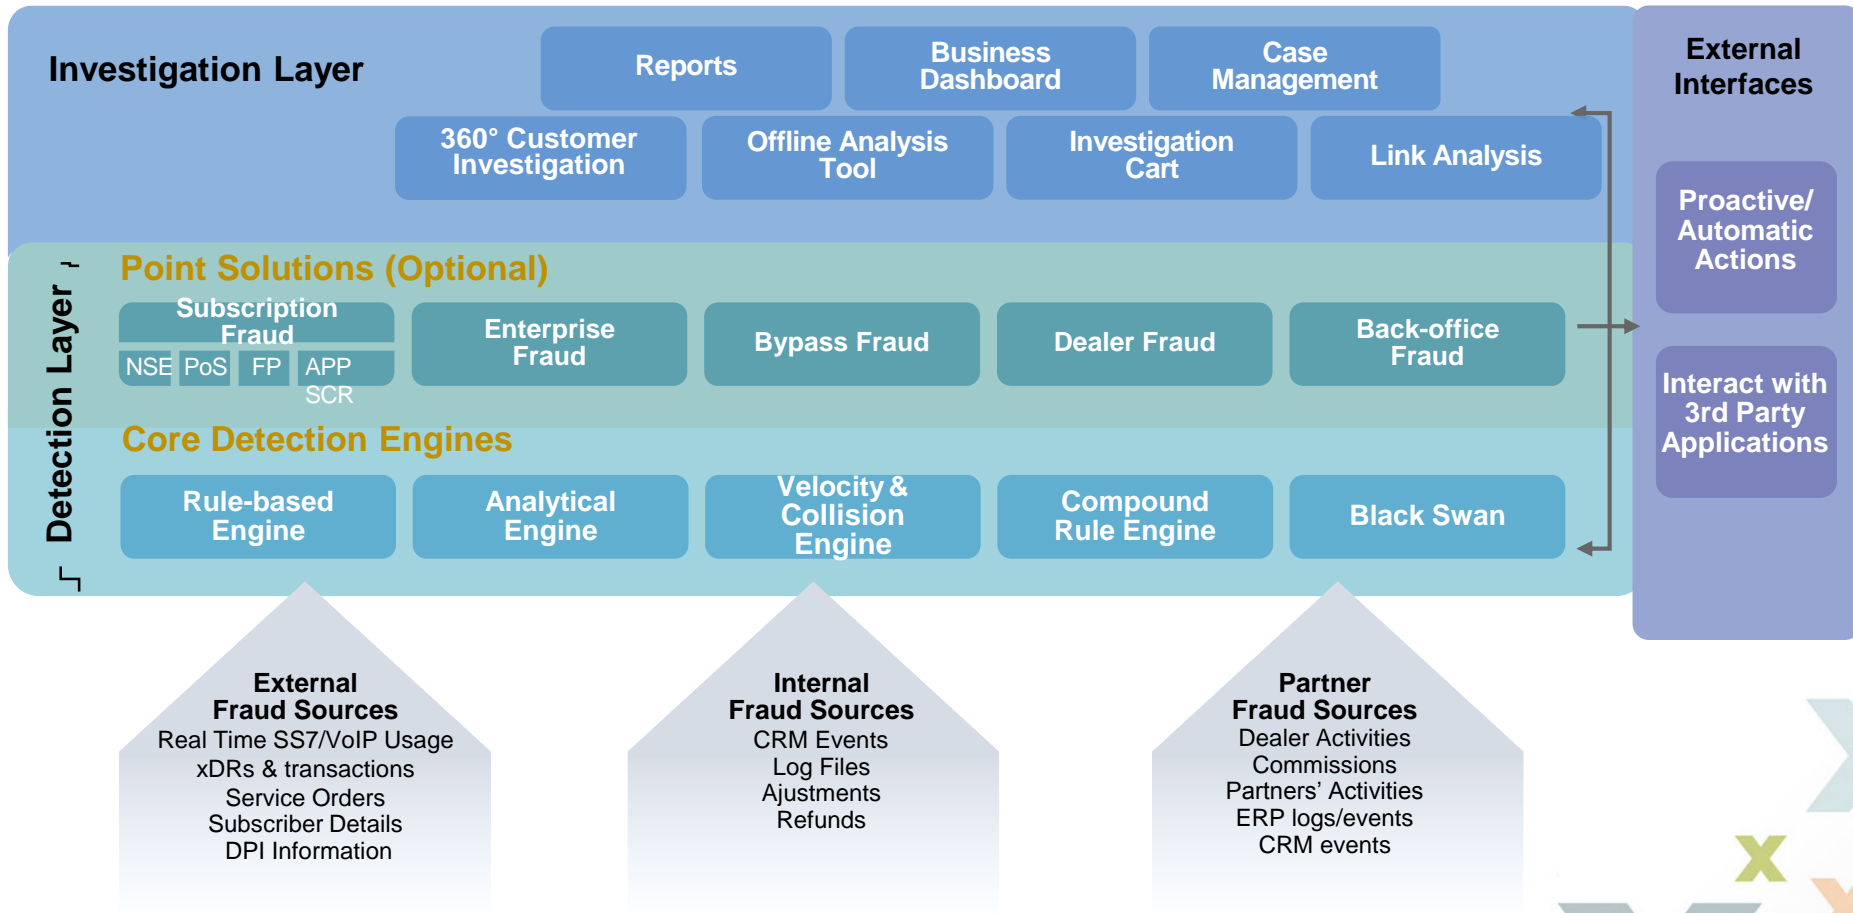 Investigation Layer
Reports
Business
Dashboard
Case
Management
360° Customer
Investigation
Offline Analysis
Tool
Investigation
Cart
Link Analysis
External
Interfaces
Proactive/
Automatic
Actions
Interact with
3rd Party
Applications
Detection Layer
Point Solutions (Optional)
Subscription
Fraud
NSE
PoS
FP
APP
SCR
Enterprise
Fraud
Bypass Fraud
Dealer Fraud
Back-office
Fraud
Core Detection Engines
Rule-based
Engine
Analytical
Engine
Velocity &
Collision
Engine
Compound
Rule Engine
Black Swan
External
Fraud Sources
Real Time SS7/VoIP Usage
xDRs & transactions
Service Orders
Subscriber Details
DPI Information
Internal
Fraud Sources
CRM Events
Log Files
Ajustments
Refunds
Partner
Fraud Sources
Dealer Activities
Commissions
Partners’ Activities
ERP logs/events
CRM events